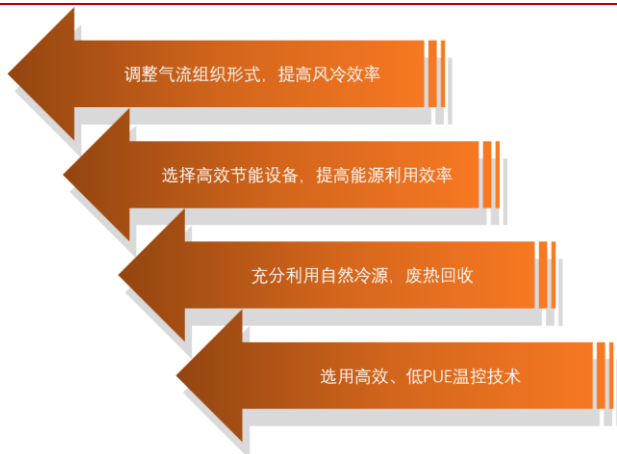 调整气流组织形式，提高风冷效率
选择高效节能设备，提高能源利用效率
充分利用自然冷源，废热回收
选用高效、低PUE温控技术